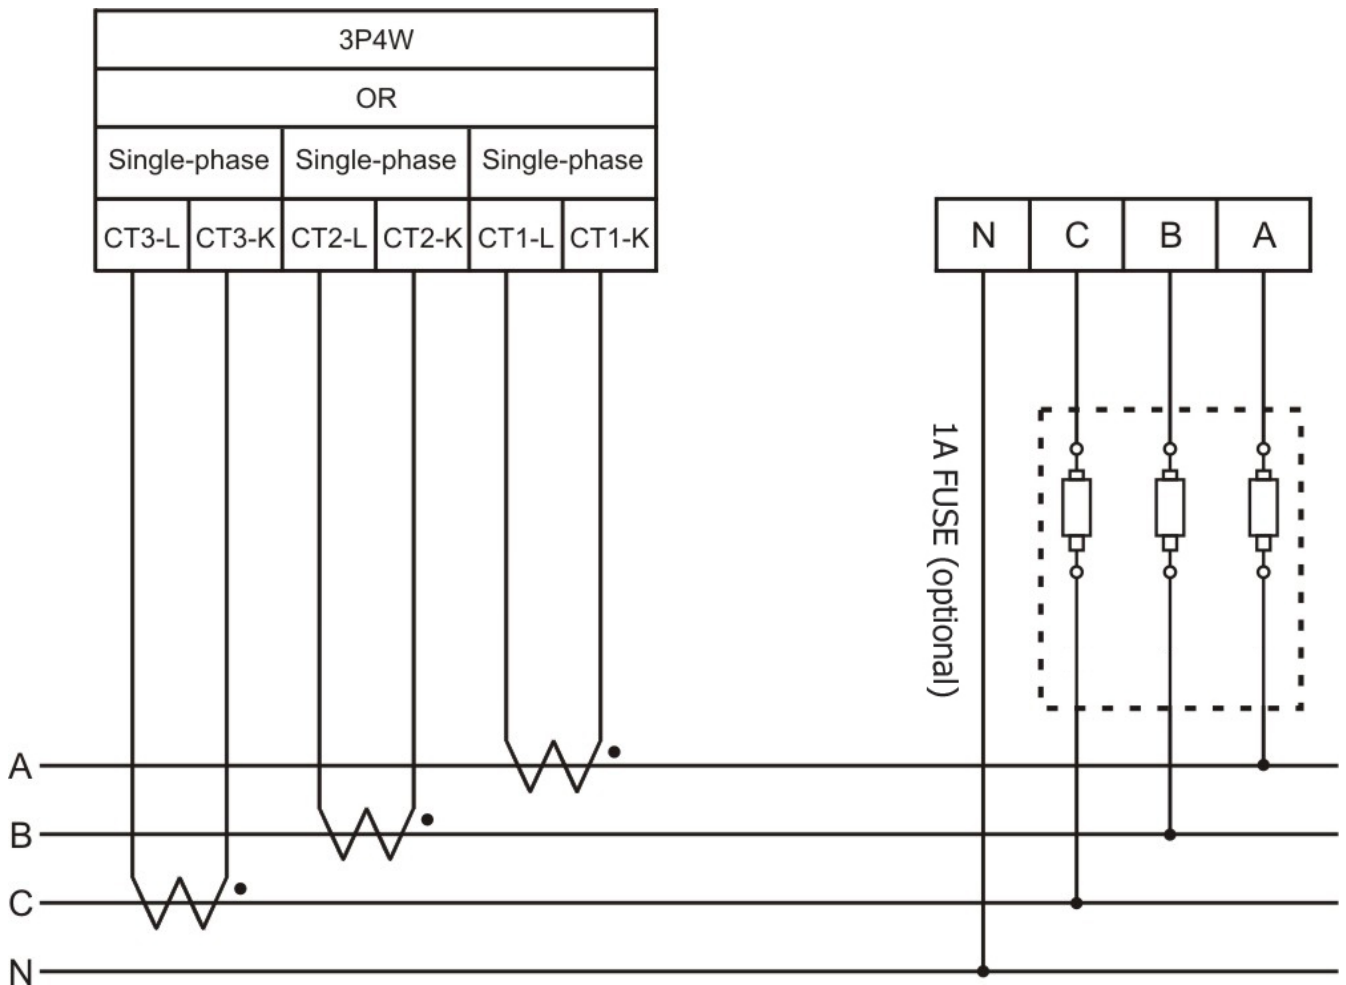 3P4W
OR
Single-phase Single-phase Single-phase
CT3-L CT3-K CT2-L CT2-K CT1-L CT1-K
N C B A
1A FUSE (optional)
A
B
C
N